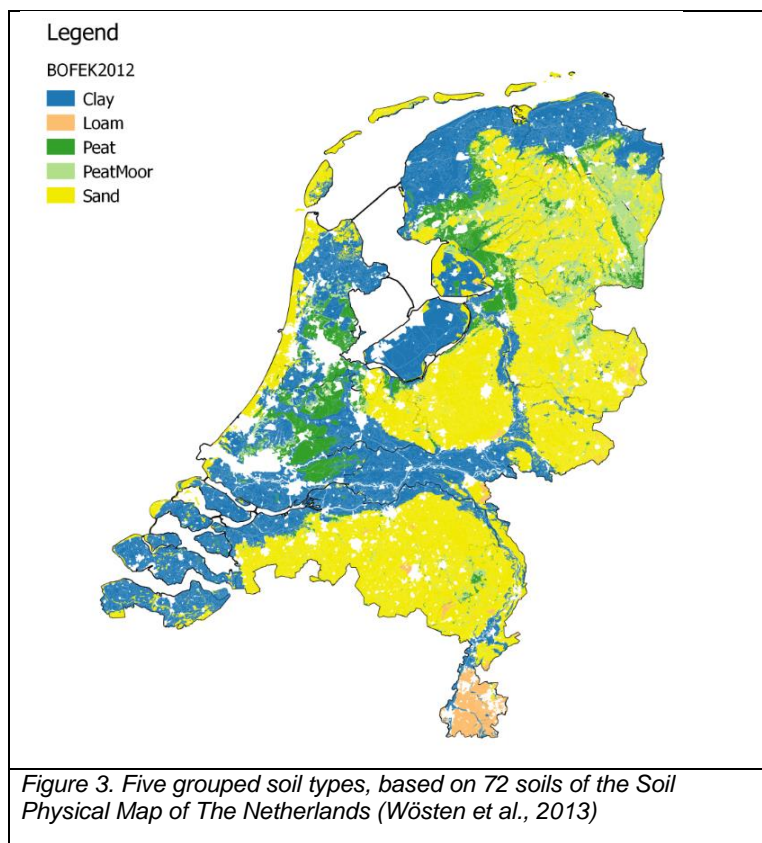 Legend
BOFEK2012
Clay
Loam
Peat
PeatMoor
Sand
Figure 3. Five grouped soil types, based on 72 soils of the Soil
Physical Map of The Netherlands (Wösten et al., 2013)